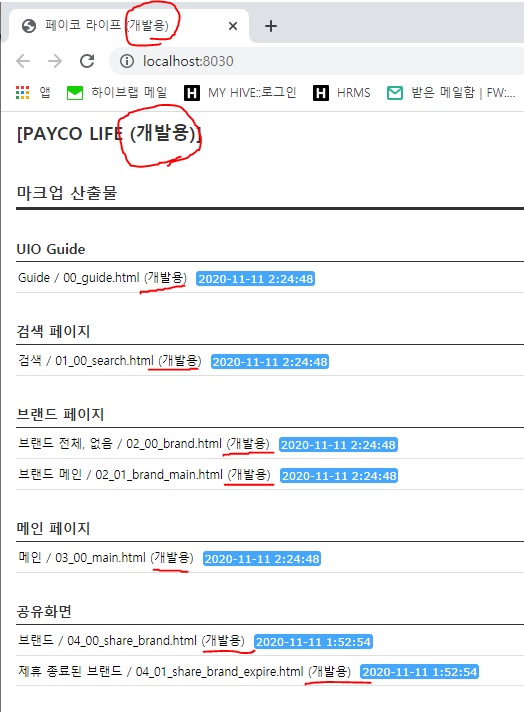 페이코 라이프 (개발용)
localhost:8030
앱 하이브랩 메일 MY HIVE::로그인 HRMS 받은 메일함 | FW:...
[PAYCO LIFE (개발용)]
마크업 산출물
UIO Guide
Guide / 00_guide.html (개발용) 2020-11-11 2:24:48
검색 페이지
검색 / 01_00_search.html (개발용) 2020-11-11 2:24:48
브랜드 페이지
브랜드 전체, 없음 / 02_00_brand.html (개발용) 2020-11-11 2:24:48
브랜드 메인 / 02_01_brand_main.html (개발용) 2020-11-11 2:24:48
메인 페이지
메인 / 03_00_main.html (개발용) 2020-11-11 2:24:48
공유화면
브랜드 / 04_00_share_brand.html (개발용) 2020-11-11 1:52:54
제휴 종료된 브랜드 / 04_01_share_brand_expire.html (개발용) 2020-11-11 1:52:54